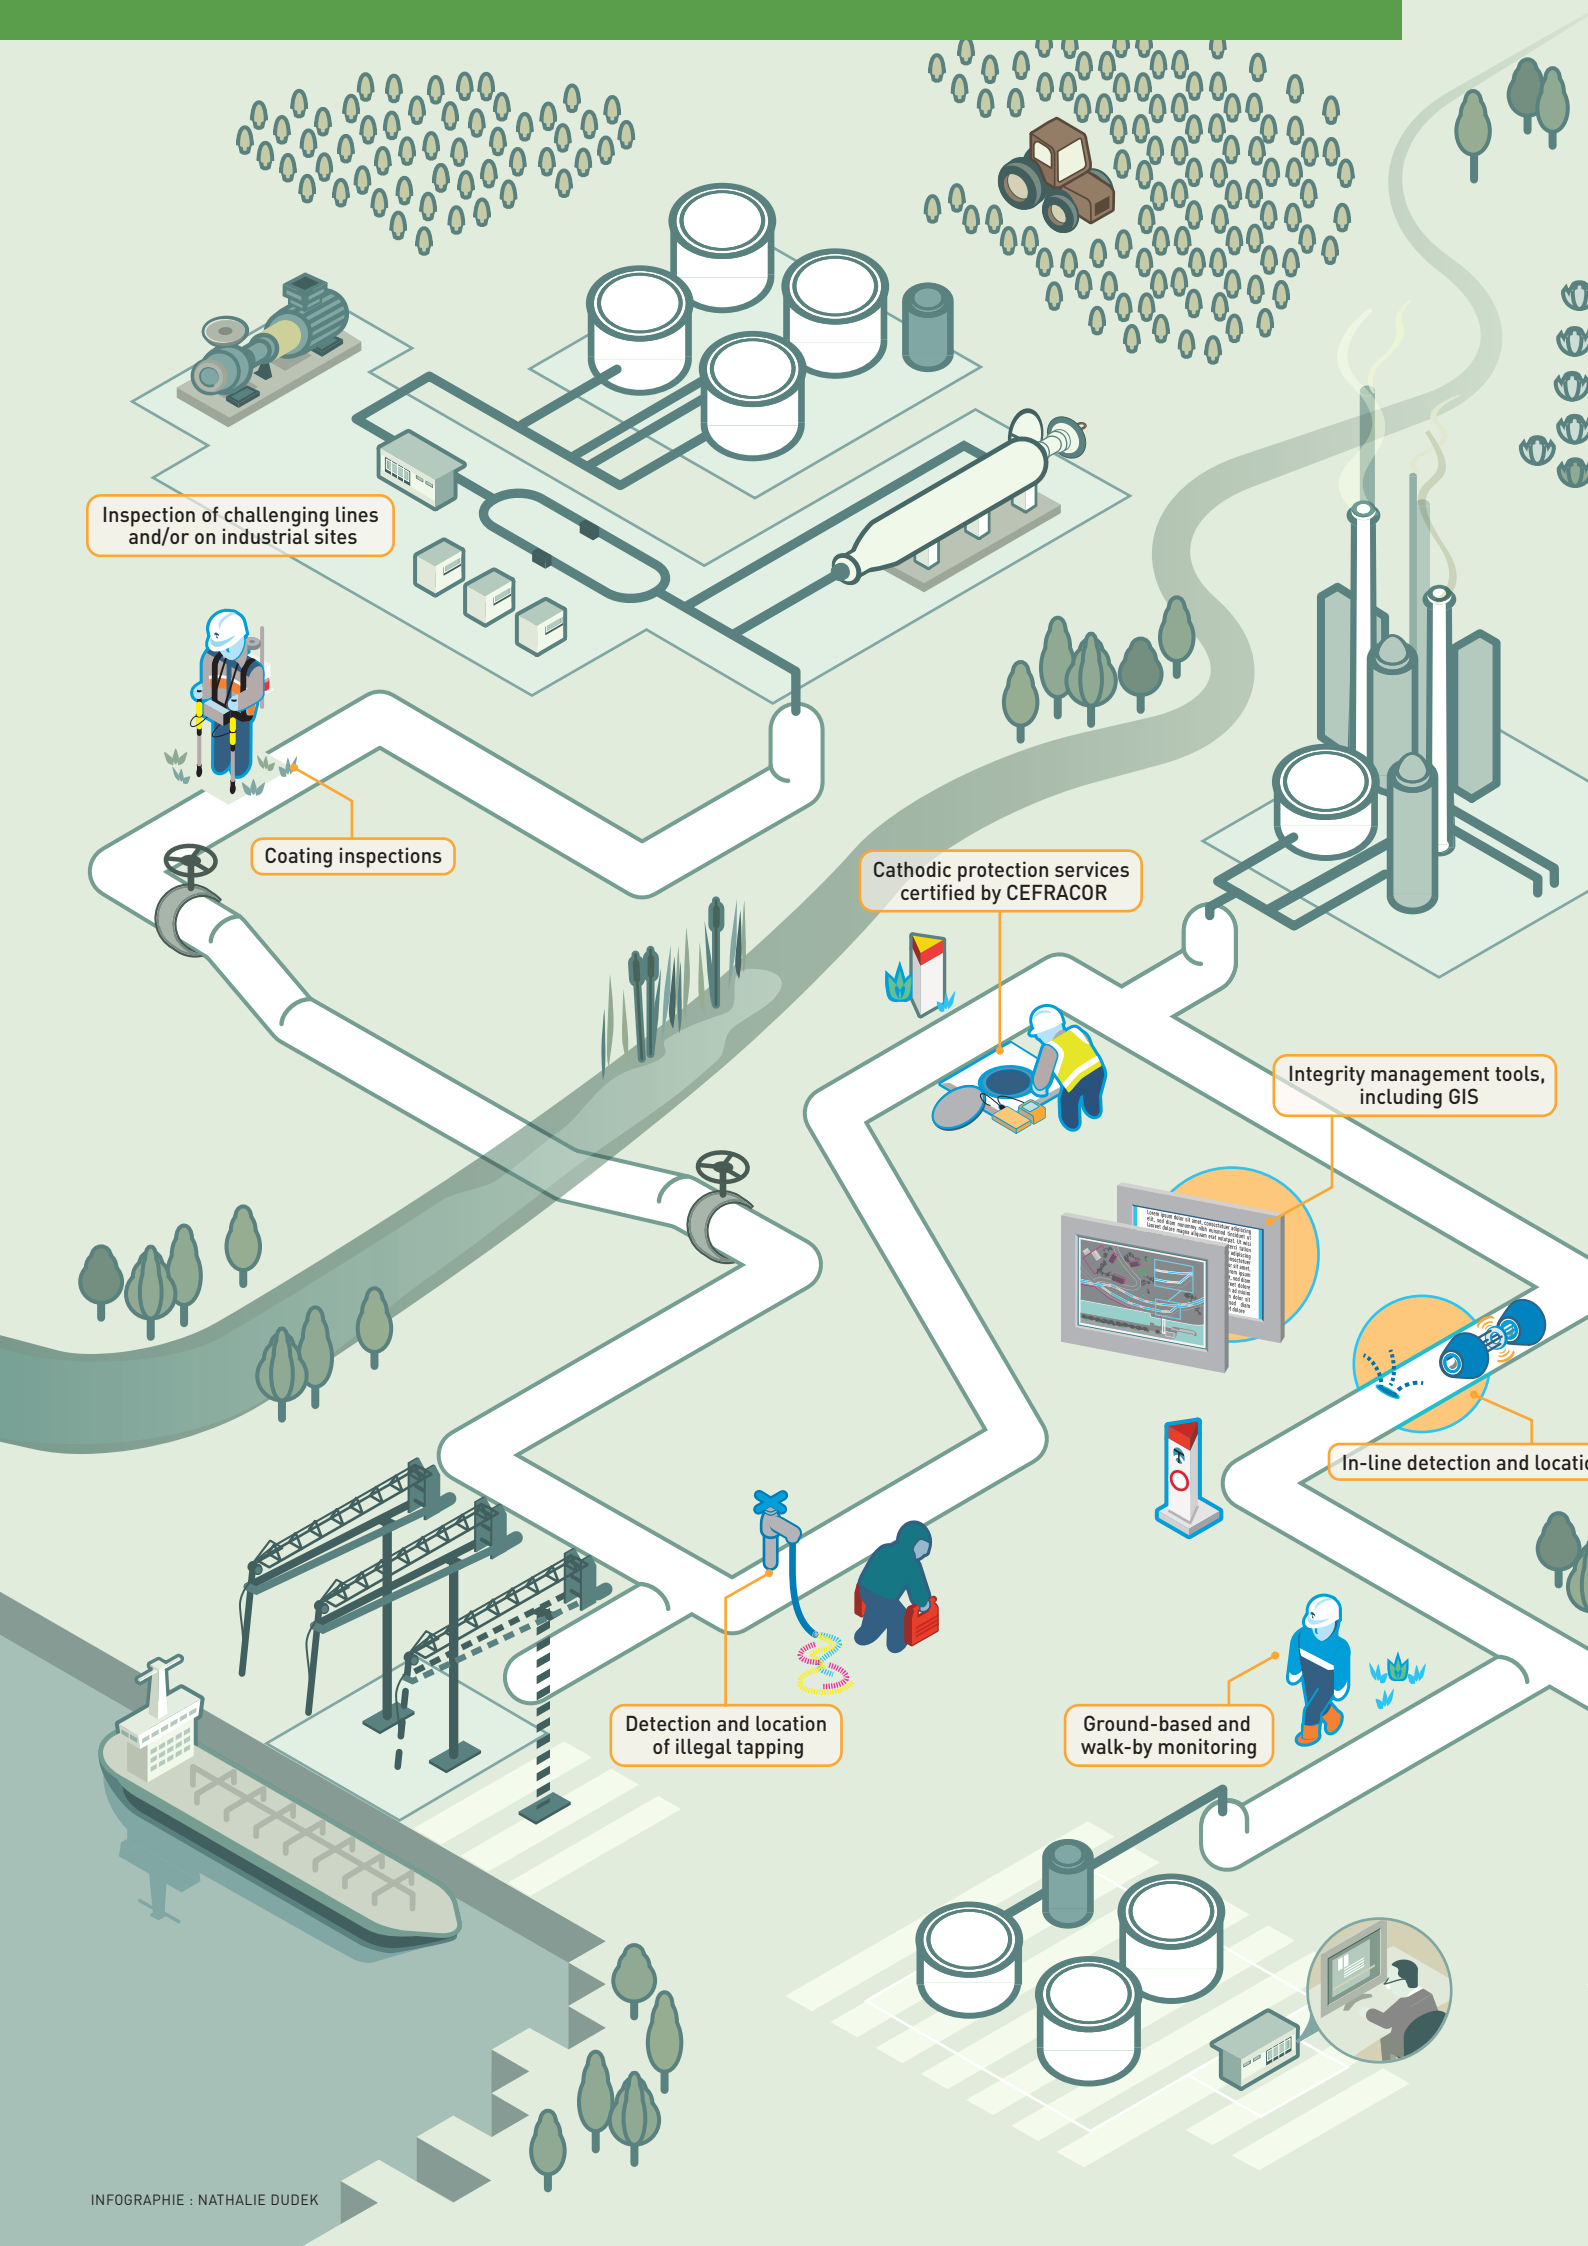 Inspection of challenging lines
and/or on industrial sites
Coating inspections
Cathodic protection services
certified by CEFRACOR
Integrity management tools,
including GIS
In-line detection and
Detection and location
of illegal tapping
Ground-based and
walk-by monitoring
INFOGRAPHIE : NATHALIE DUDEK